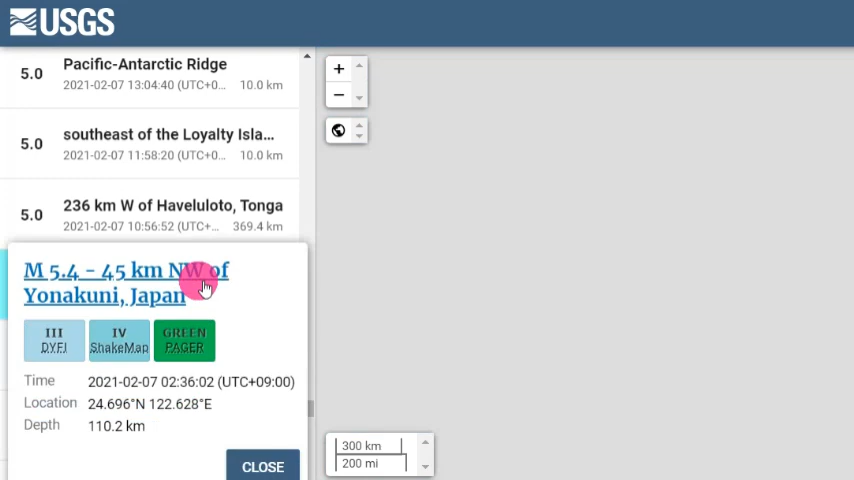 USGS
5.0
Pacific-Antarctic Ridge
2021-02-07 13:04:40 (UTC+0... 10.0 km
5.0
southeast of the Loyalty Isla...
2021-02-07 11:58:20 (UTC+0... 10.0 km
5.0
236 km W of Haveluloto, Tonga
2021-02-07 10:56:52 (UTC+... 369.4 km
M 5.4 - 45 km NW of
Yonakuni, Japan
III
DYFI
IV
ShakeMap
GREEN
PAGER
Time 2021-02-07 02:36:02 (UTC+09:00)
Location 24.696°N 122.628°E
Depth 110.2 km
CLOSE
+
−
300 km
200 mi